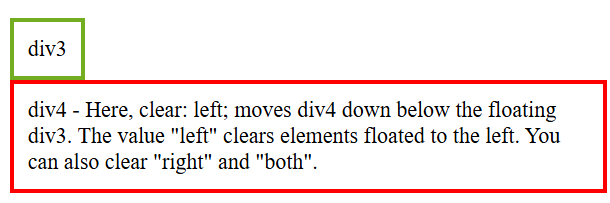 div3
div4 - Here, clear: left; moves div4 down below the floating
div3. The value "left" clears elements floated to the left. You
can also clear "right" and "both".